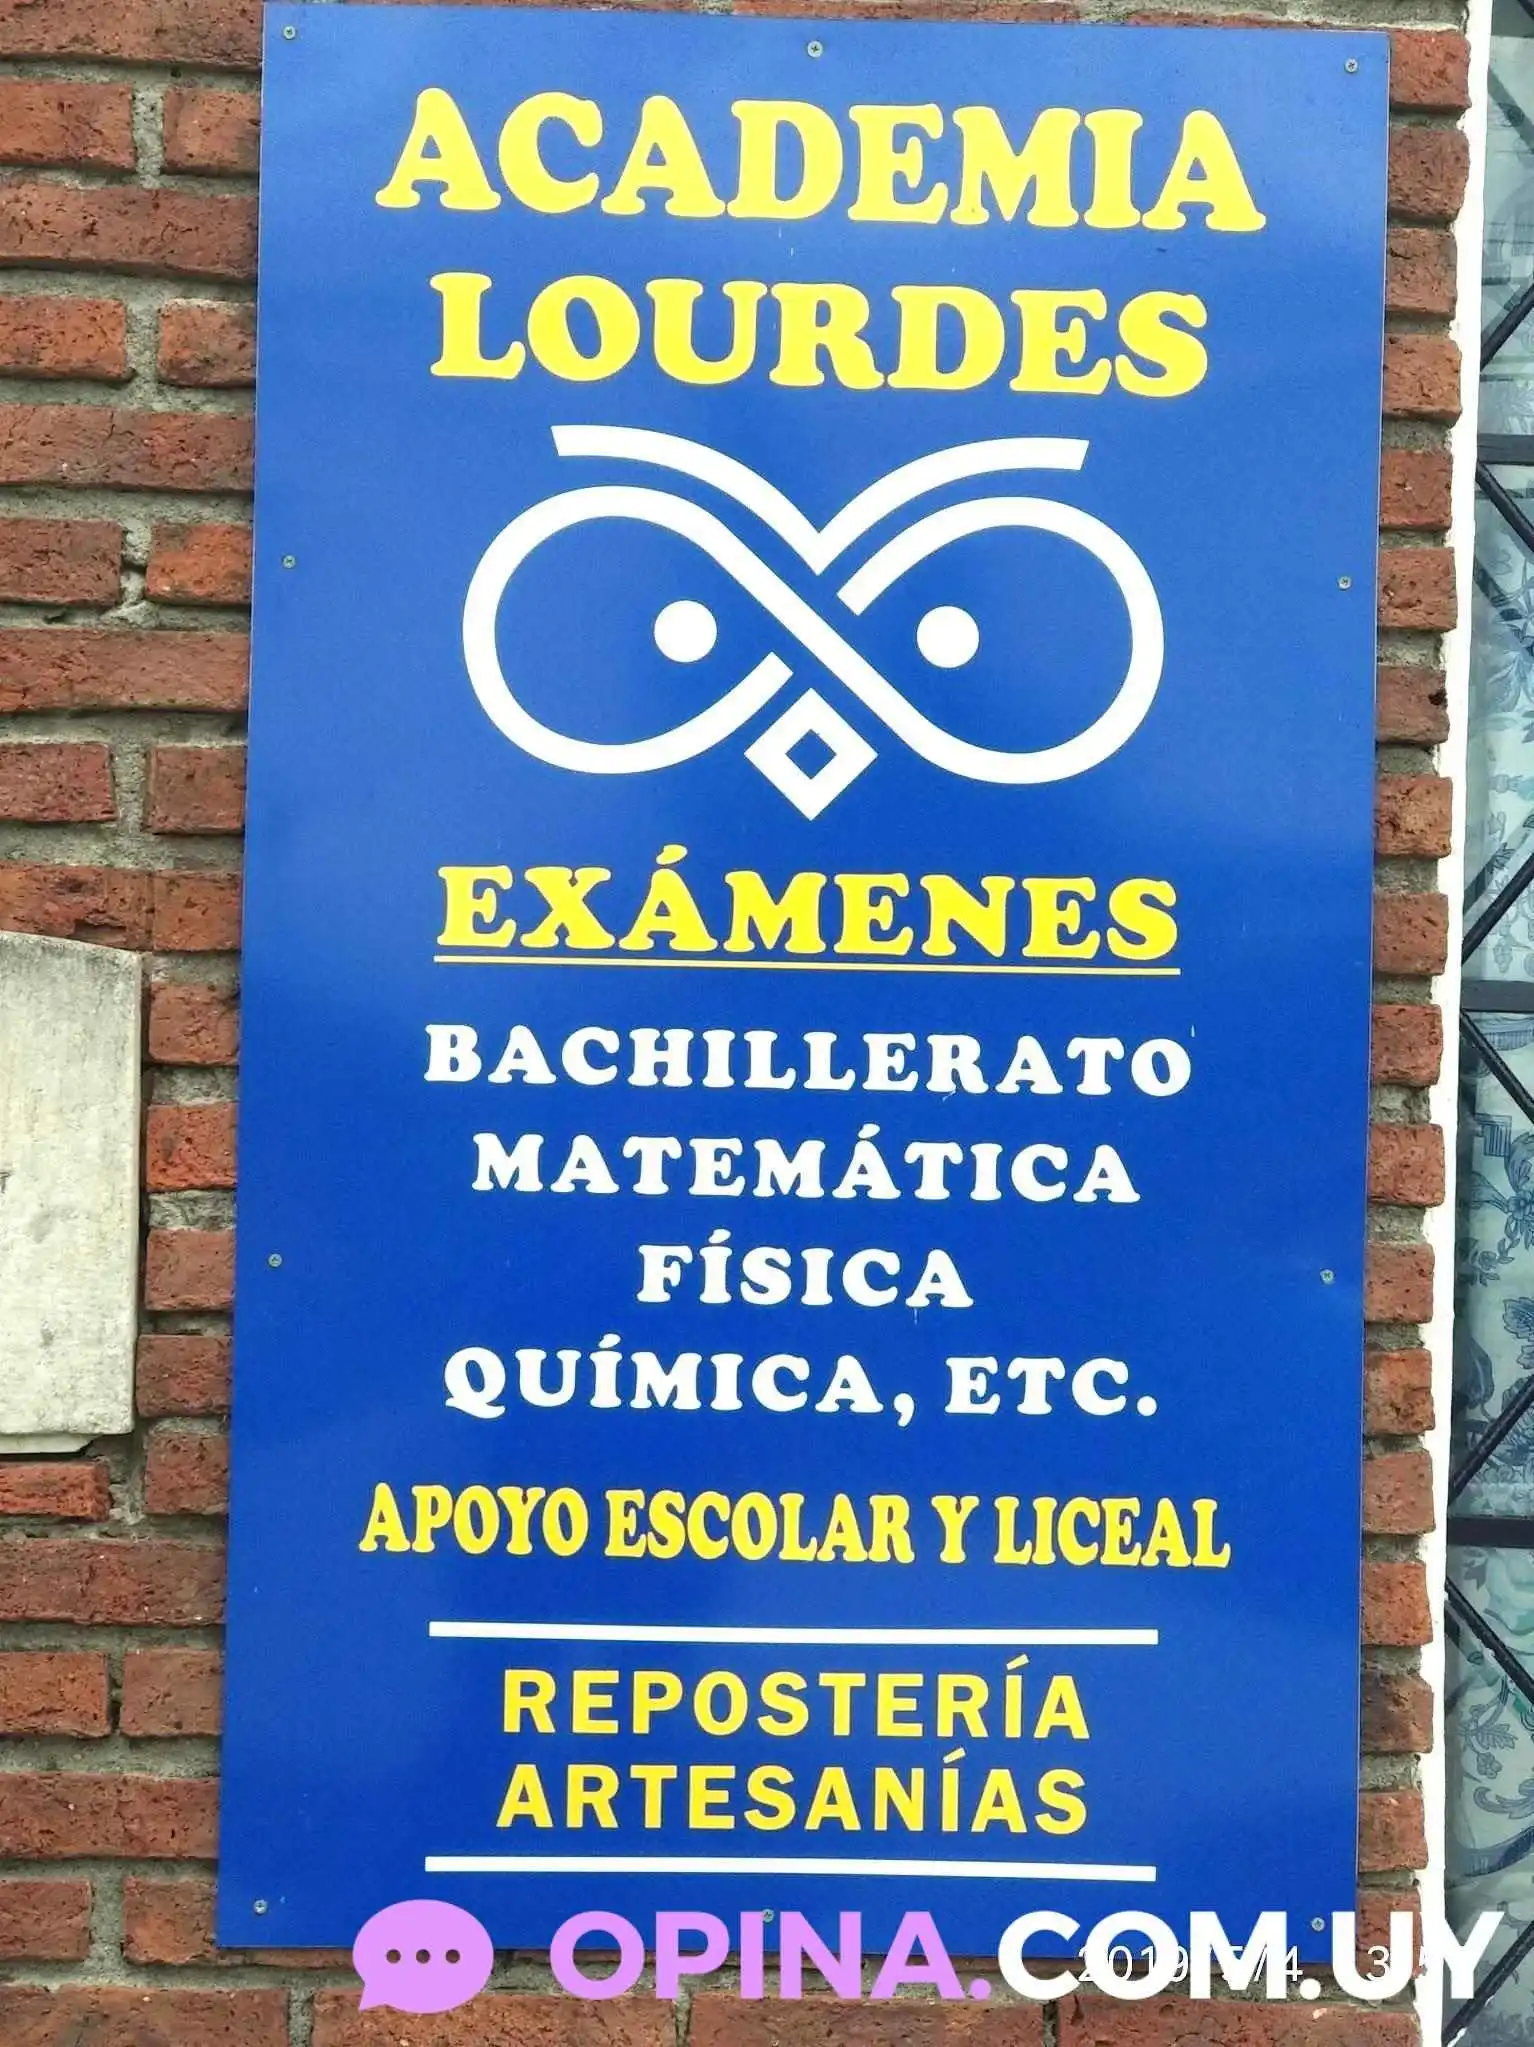 ACADEMIA
LOURDES
EXÁMENES
BACHILLERATO
MATEMÁTICA
FÍSICA
QUÍMICA, ETC.
APOYO ESCOLAR Y LICEAL
REPOSTERÍA
ARTESANÍAS
OPINA.COM.UY